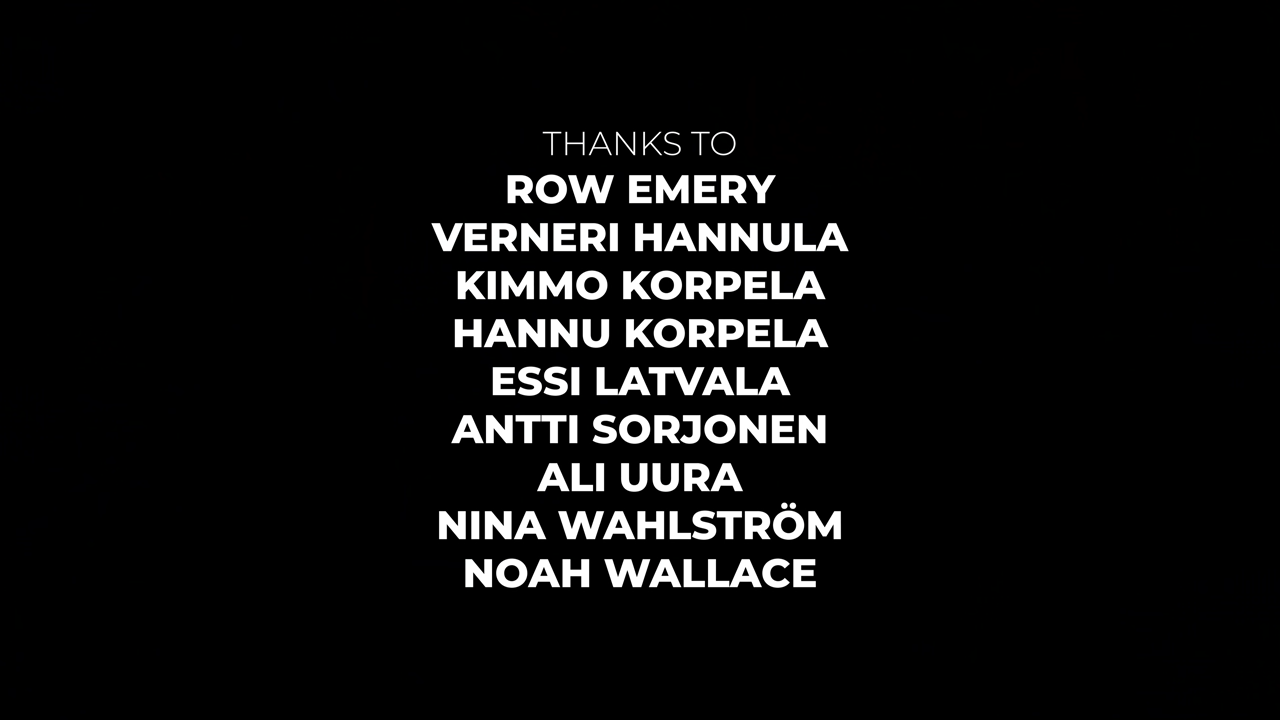 THANKS TO
ROW EMERY
VERNERI HANNULA
KIMMO KORPELA
HANNU KORPELA
ESSI LATVALA
ANTTI SORJONEN
ALI UURA
NINA WAHLSTRÖM
NOAH WALLACE